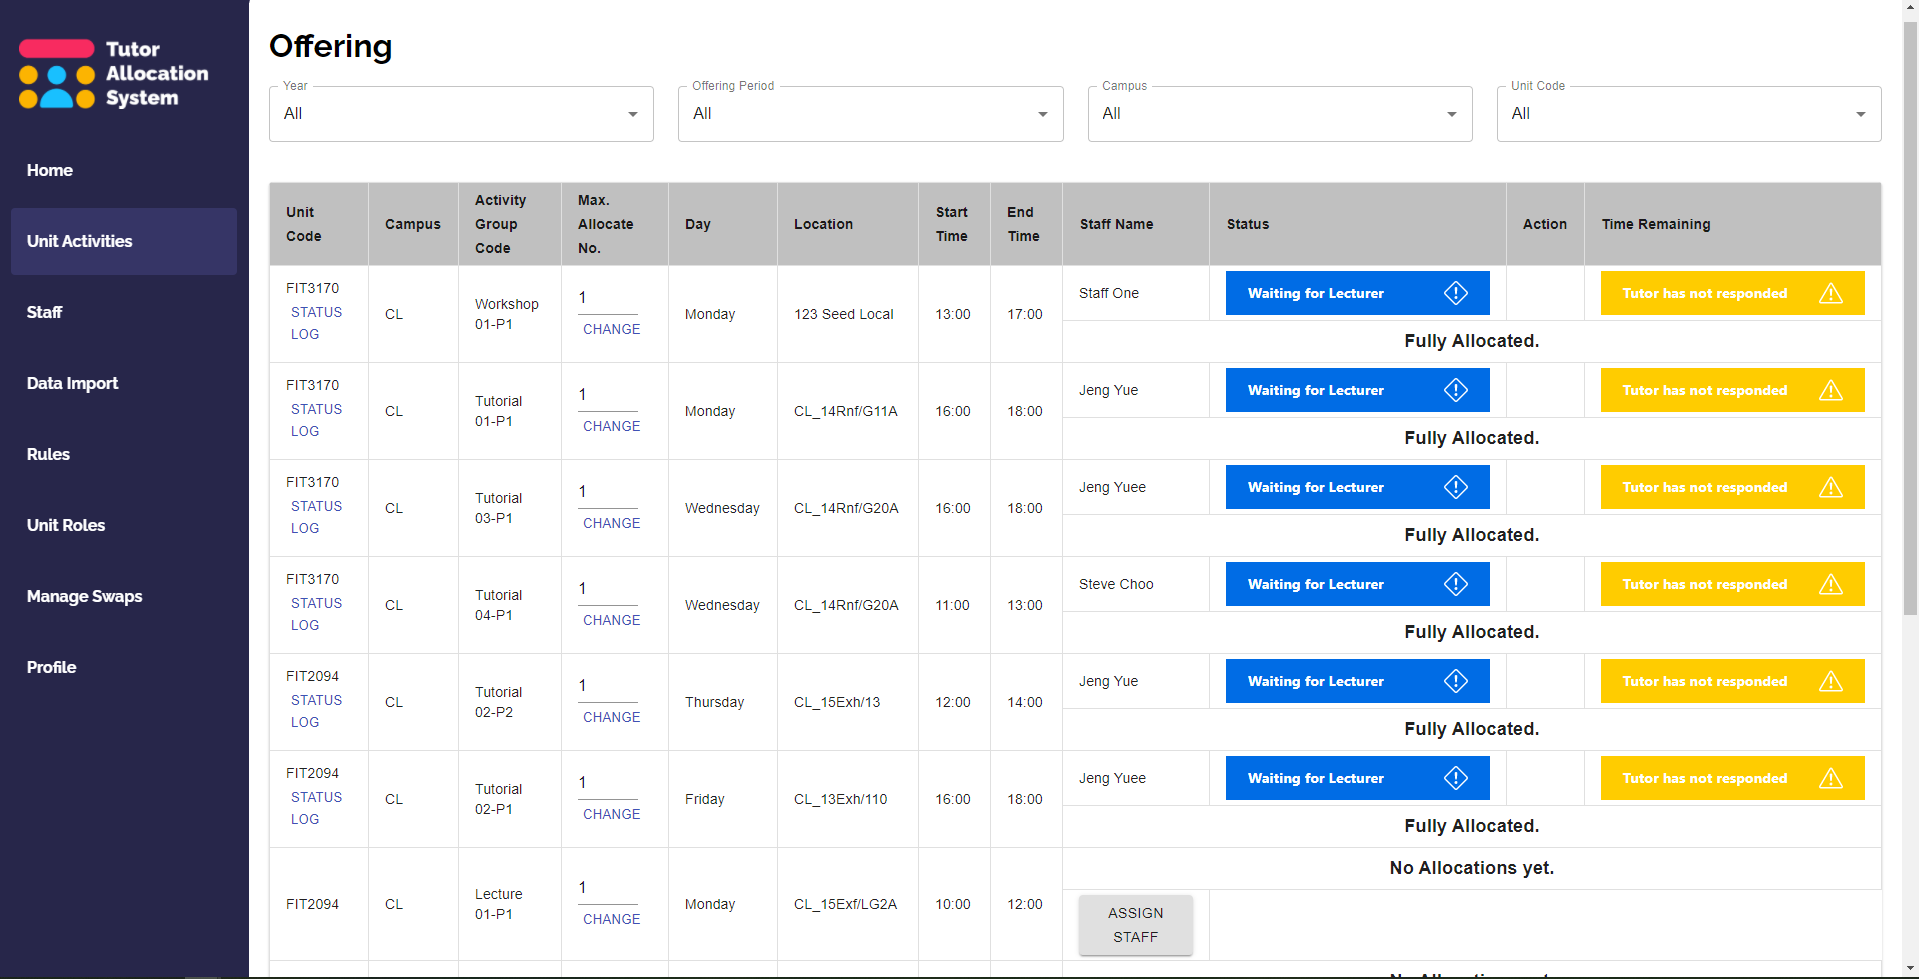 Tutor
Allocation
System
Home
Unit Activities
Staff
Data Import
Rules
Unit Roles
Manage Swaps
Profile
Offering
Year
All
Offering Period
All
Campus
All
Unit Code
All
Unit Code
Campus
Activity Group Code
Max. Allocate No.
Day
Location
Start Time
End Time
Staff Name
Status
Action
Time Remaining
FIT3170
STATUS
LOG
CL
Workshop
01-P1
1
CHANGE
Monday
123 Seed Local
13:00
17:00
Staff One
Waiting for Lecturer
Tutor has not responded
Fully Allocated.
FIT3170
STATUS
LOG
CL
Tutorial
01-P1
1
CHANGE
Monday
CL_14Rnf/G11A
16:00
18:00
Jeng Yue
Waiting for Lecturer
Tutor has not responded
Fully Allocated.
FIT3170
STATUS
LOG
CL
Tutorial
03-P1
1
CHANGE
Wednesday
CL_14Rnf/G20A
16:00
18:00
Jeng Yuee
Waiting for Lecturer
Tutor has not responded
Fully Allocated.
FIT3170
STATUS
LOG
CL
Tutorial
04-P1
1
CHANGE
Wednesday
CL_14Rnf/G20A
11:00
13:00
Steve Choo
Waiting for Lecturer
Tutor has not responded
Fully Allocated.
FIT2094
STATUS
LOG
CL
Tutorial
02-P2
1
CHANGE
Thursday
CL_15Exh/13
12:00
14:00
Jeng Yue
Waiting for Lecturer
Tutor has not responded
Fully Allocated.
FIT2094
STATUS
LOG
CL
Tutorial
02-P1
1
CHANGE
Friday
CL_13Exh/110
16:00
18:00
Jeng Yuee
Waiting for Lecturer
Tutor has not responded
Fully Allocated.
FIT2094
CL
Lecture
01-P1
1
CHANGE
Monday
CL_15Exf/LG2A
10:00
12:00
No Allocations yet.
ASSIGN
STAFF